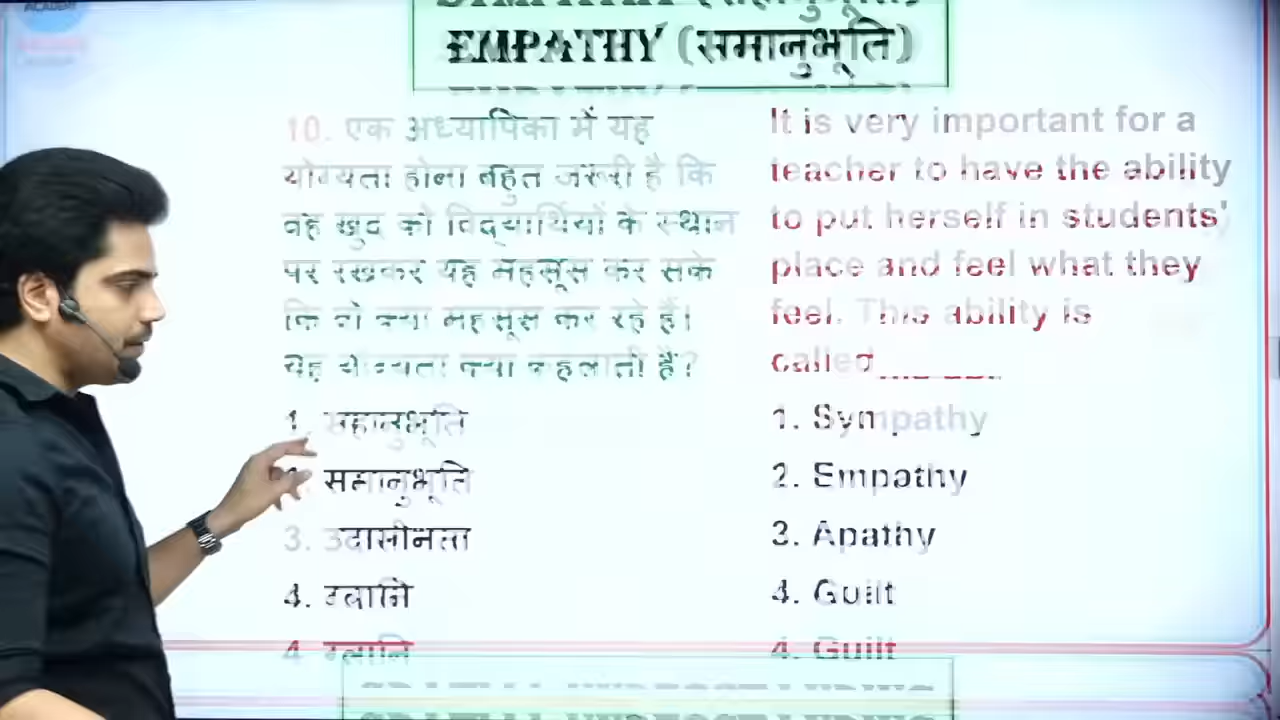 ACADEMY
EMPATHY (समानुभूति)
10. एक अध्यापिका में यह
योग्यता होना बहुत जरूरी है कि
वह खुद को विद्यार्थियों के स्थान
पर रखकर यह महसूस कर सके
कि वो क्या महसूस कर रहे हैं।
यह योग्यता क्या कहलाती है?
1. सहानुभूति
समानुभूति
3. उदासीनता
4. ग्लानि
4. ग्लानि
It is very important for a
teacher to have the ability
to put herself in students'
place and feel what they
feel. This ability is
called
1. Sympathy
2. Empathy
3. Apathy
4. Guilt
4. Guilt